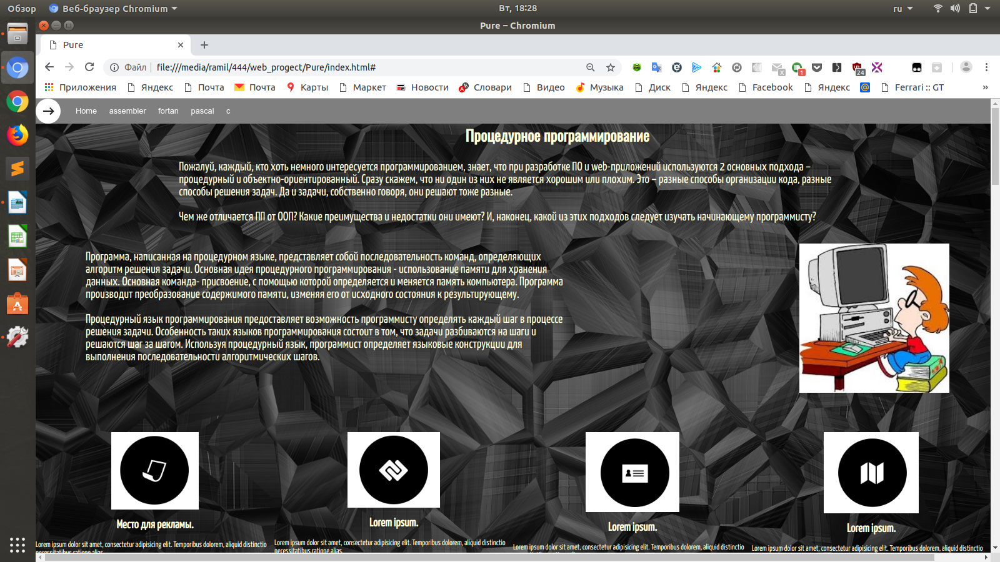 Обзор
Веб-браузер Chromium
Вт, 18:28
ru
Pure – Chromium
Pure
Файл
file:///media/ramil/444/web_progect/Pure/index.html#
X
1
24
Приложения
Яндекс
Почта
Почта
Карты
Маркет
Новости
Словари
Видео
Музыка
Диск
Яндекс
Facebook
Яндекс
Ferrari :: GT
»
Home
assembler
fortan
pascal
c
Процедурное программирование
Пожалуй, каждый, кто хоть немного интересуется программированием, знает, что при разработке ПО и web-приложений используются 2 основных подхода –
процедурный и объектно-ориентированный. Сразу скажем, что ни один из них не является хорошим или плохим. Это – разные способы организации кода, разные
способы решения задач. Да и задачи, собственно говоря, они решают тоже разные.
Чем же отличается ПП от ООП? Какие преимущества и недостатки они имеют? И, наконец, какой из этих подходов следует изучать начинающему программисту?
Программа, написанная на процедурном языке, представляет собой последовательность команд, определяющих
алгоритм решения задачи. Основная идея процедурного программирования - использование памяти для хранения
данных. Основная команда- присвоение, с помощью которой определяется и меняется память компьютера. Программа
производит преобразование содержимого памяти, изменяя его от исходного состояния к результирующему.
Процедурный язык программирования предоставляет возможность программисту определять каждый шаг в процессе
решения задачи. Особенность таких языков программирования состоит в том, что задачи разбиваются на шаги и
решаются шаг за шагом. Используя процедурный язык, программист определяет языковые конструкции для
выполнения последовательности алгоритмических шагов.
Место для рекламы.
Lorem ipsum dolor sit amet, consectetur adipisicing elit. Temporibus dolorem, aliquid distinctio
necessitatibus ratione alias
Lorem ipsum.
Lorem ipsum dolor sit amet, consectetur adipisicing elit. Temporibus dolorem, aliquid distinctio
necessitatibus ratione alias
Lorem ipsum.
Lorem ipsum dolor sit amet, consectetur adipisicing elit. Temporibus dolorem, aliquid distinctio
Lorem ipsum.
Lorem ipsum dolor sit amet, consectetur adipisicing elit. Temporibus dolorem, aliquid distinctio